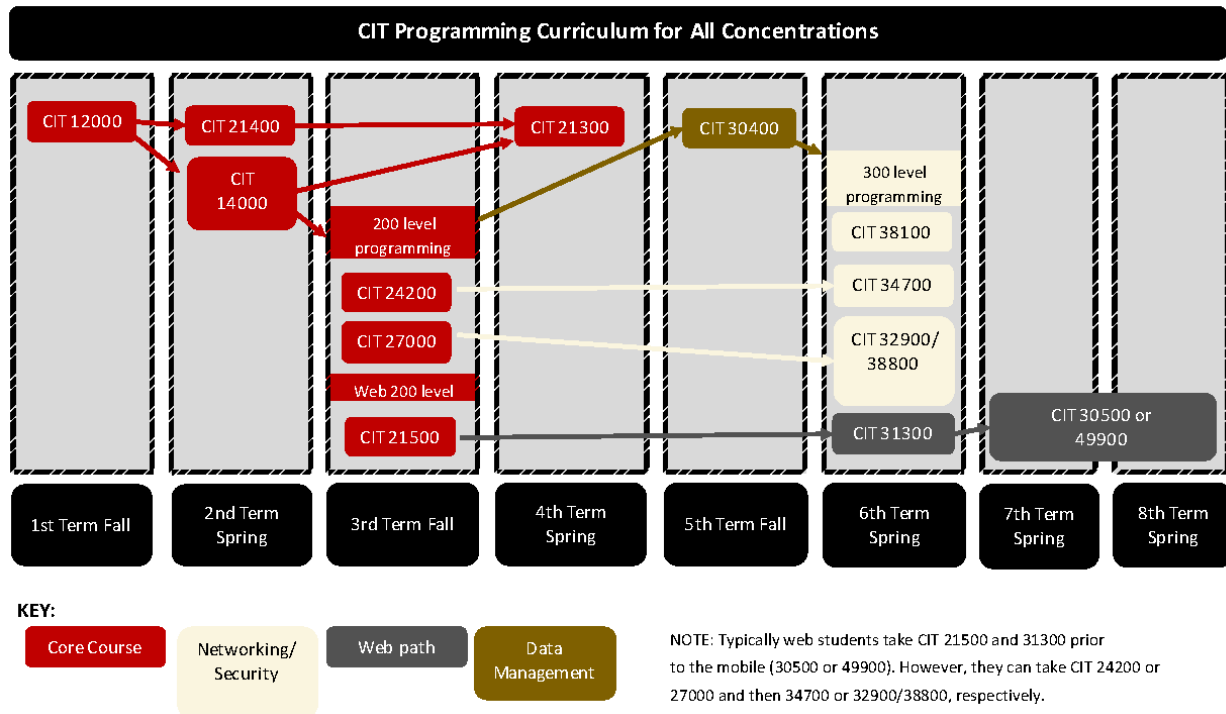 CIT Programming Curriculum for All Concentrations
CIT 12000
CIT 21400
CIT
14000
200 level
programming
CIT 24200
CIT 27000
Web 200 level
CIT 21500
CIT 21300
CIT 30400
300 level
programming
CIT 38100
CIT 34700
CIT 32900/
38800
CIT 31300
CIT 30500 or
49900
1st Term Fall
2nd Term
Spring
3rd Term Fall
4th Term
Spring
5th Term Fall
6th Term
Spring
7th Term
Spring
8th Term
Spring
KEY:
Core Course
Networking/
Security
Web path
Data
Management
NOTE: Typically web students take CIT 21500 and 31300 prior
to the mobile (30500 or 49900). However, they can take CIT 24200 or
27000 and then 34700 or 32900/38800, respectively.